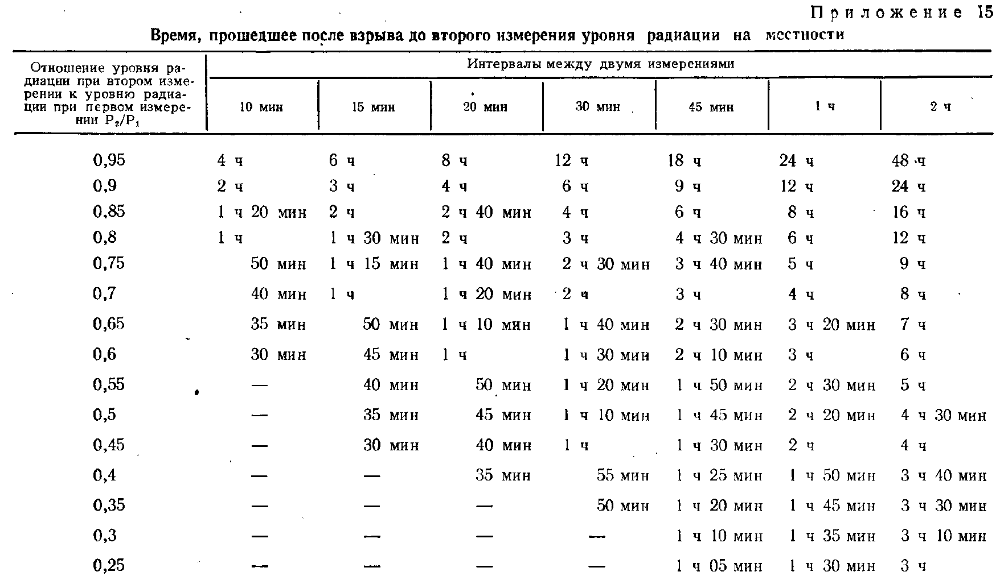 Приложение 15
Время, прошедшее после взрыва до второго измерения уровня радиации на местности
Отношение уровня ра-
диации при втором изме-
рении к уровню радиа-
ции при первом измере-
нии P₂/P₁
Интервалы между двумя измерениями
10 мин 15 мин 20 мин 30 мин 45 мин 1 ч 2 ч
0,95 4 ч 6 ч 8 ч 12 ч 18 ч 24 ч 48 ч
0,9 2 ч 3 ч 4 ч 6 ч 9 ч 12 ч 24 ч
0,85 1 ч 20 мин 2 ч 2 ч 40 мин 4 ч 6 ч 8 ч 16 ч
0,8 1 ч 1 ч 30 мин 2 ч 3 ч 4 ч 30 мин 6 ч 12 ч
0,75 50 мин 1 ч 15 мин 1 ч 40 мин 2 ч 30 мин 3 ч 40 мин 5 ч 9 ч
0,7 40 мин 1 ч 1 ч 20 мин 2 ч 3 ч 4 ч 8 ч
0,65 35 мин 50 мин 1 ч 10 мин 1 ч 40 мин 2 ч 30 мин 3 ч 20 мин 7 ч
0,6 30 мин 45 мин 1 ч 1 ч 30 мин 2 ч 10 мин 3 ч 6 ч
0,55 — 40 мин 50 мин 1 ч 20 мин 1 ч 50 мин 2 ч 30 мин 5 ч
0,5 — 35 мин 45 мин 1 ч 10 мин 1 ч 45 мин 2 ч 20 мин 4 ч 30 мин
0,45 — 30 мин 40 мин 1 ч 1 ч 30 мин 2 ч 4 ч
0,4 — — 35 мин 55 мин 1 ч 25 мин 1 ч 50 мин 3 ч 40 мин
0,35 — — — 50 мин 1 ч 20 мин 1 ч 45 мин 3 ч 30 мин
0,3 — — — — 1 ч 10 мин 1 ч 35 мин 3 ч 10 мин
0,25 — — — — 1 ч 05 мин 1 ч 30 мин 3 ч